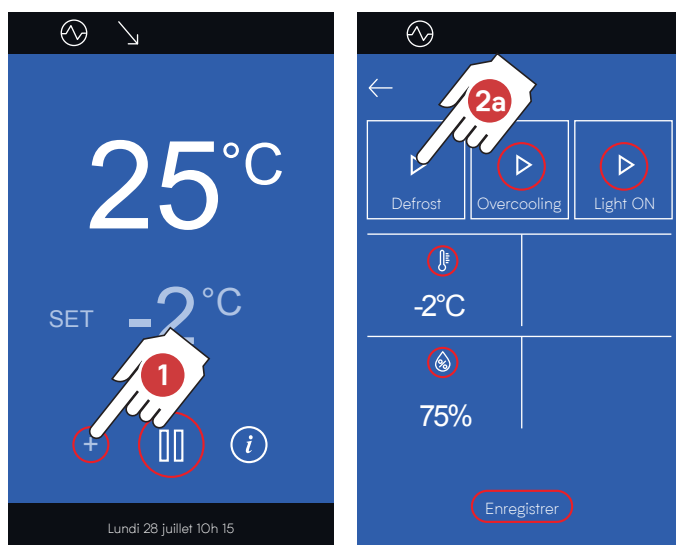 25°C
SET -2°C
1
+ i
Lundi 28 juillet 10h 15
2a
Defrost Overcooling Light ON
-2°C
%
75%
Enregistrer